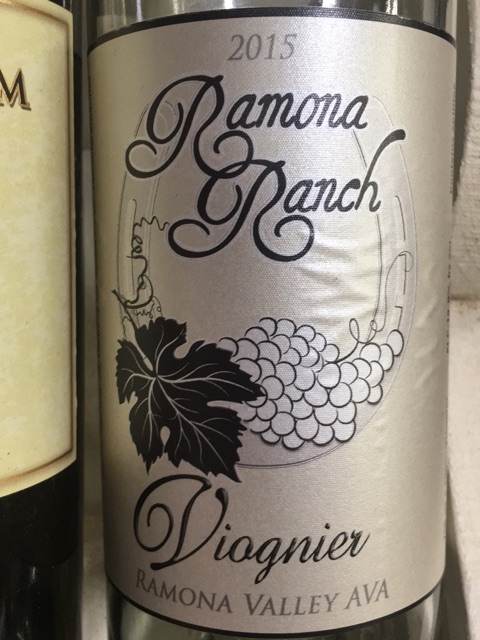 2015
Ramona
Ranch
Viognier
RAMONA VALLEY AVA
M